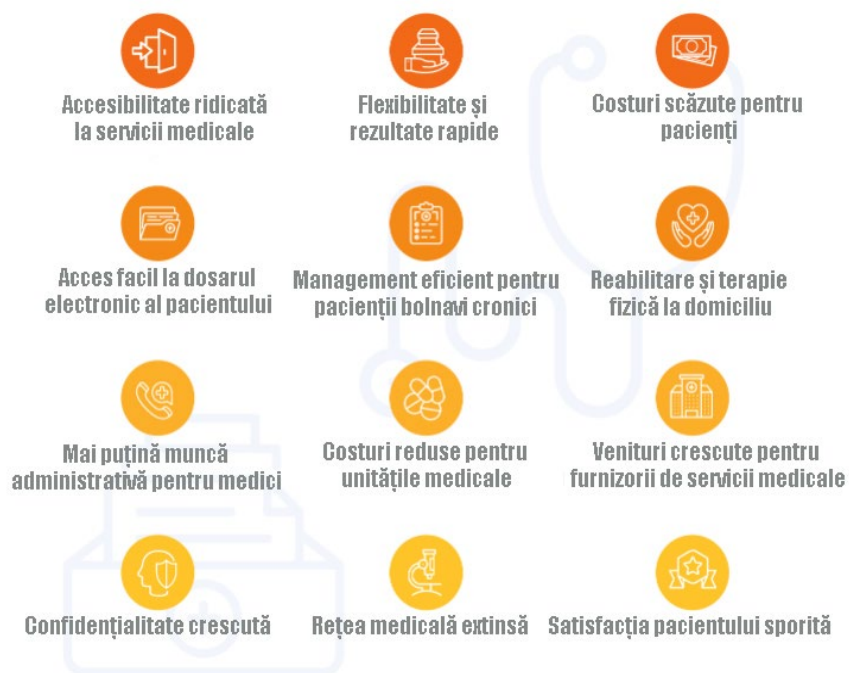 Accesibilitate ridicată
la servicii medicale
Flexibilitate și
rezultate rapide
Costuri scăzute pentru
pacienți
Acces facil la dosarul
electronic al pacientului
Management eficient pentru
pacienții bolnavi cronici
Reabilitare și terapie
fizică la domiciliu
Mai puțină muncă
administrativă pentru medici
Costuri reduse pentru
unitățile medicale
Venituri crescute pentru
furnizorii de servicii medicale
Confidențialitate crescută
Rețea medicală extinsă
Satisfacția pacientului sporită